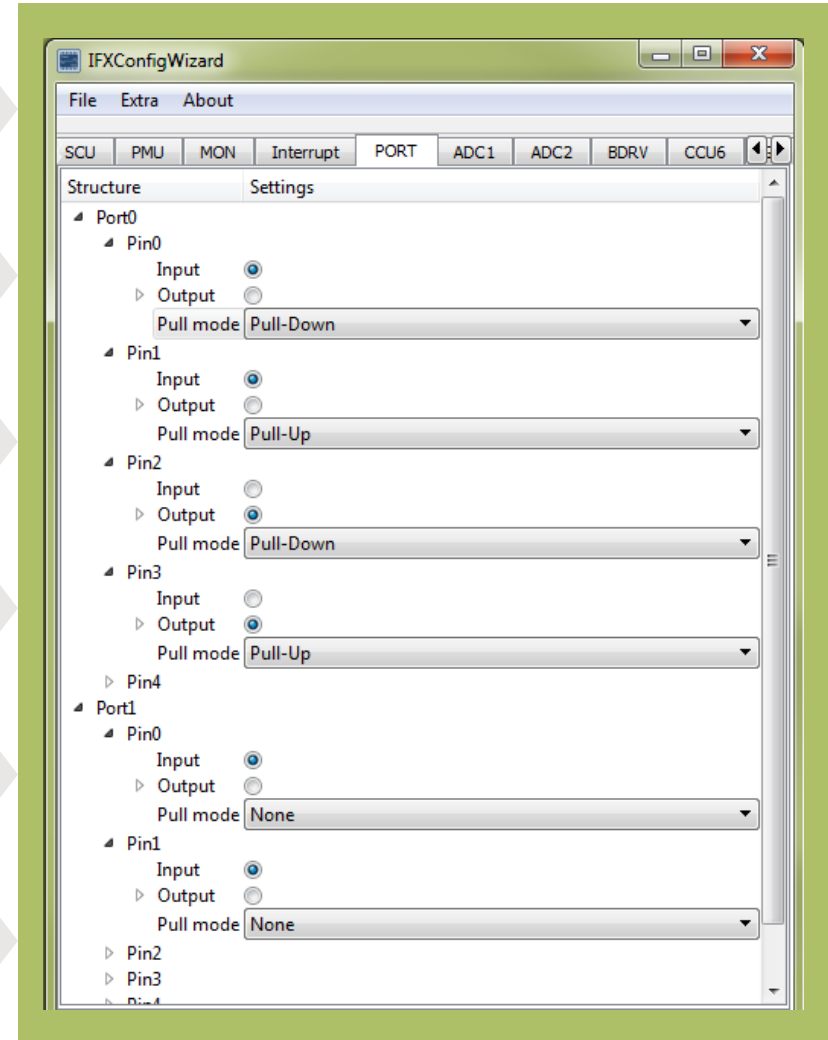 IFXConfigWizard
File Extra About
SCU PMU MON Interrupt PORT ADC1 ADC2 BDRV CCU6
Structure Settings
Port0
Pin0
Input
Output
Pull mode Pull-Down
Pin1
Input
Output
Pull mode Pull-Up
Pin2
Input
Output
Pull mode Pull-Down
Pin3
Input
Output
Pull mode Pull-Up
Pin4
Port1
Pin0
Input
Output
Pull mode None
Pin1
Input
Output
Pull mode None
Pin2
Pin3
Pin4